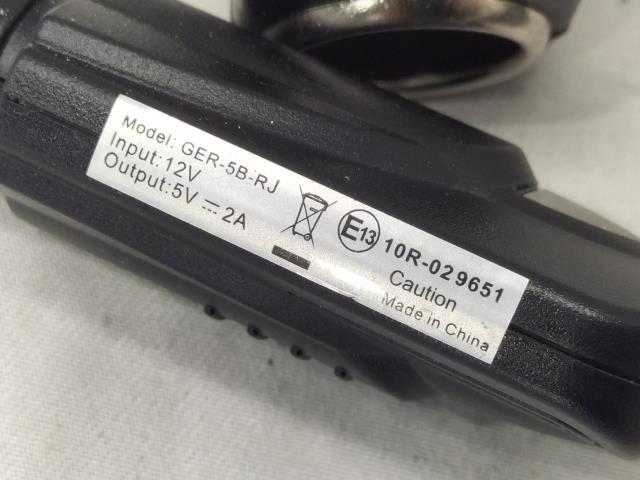 Model: GER-5B-RJ
Input:12V
Output:5V ⎓ 2A
E13 10R-029651
Caution
Made in China